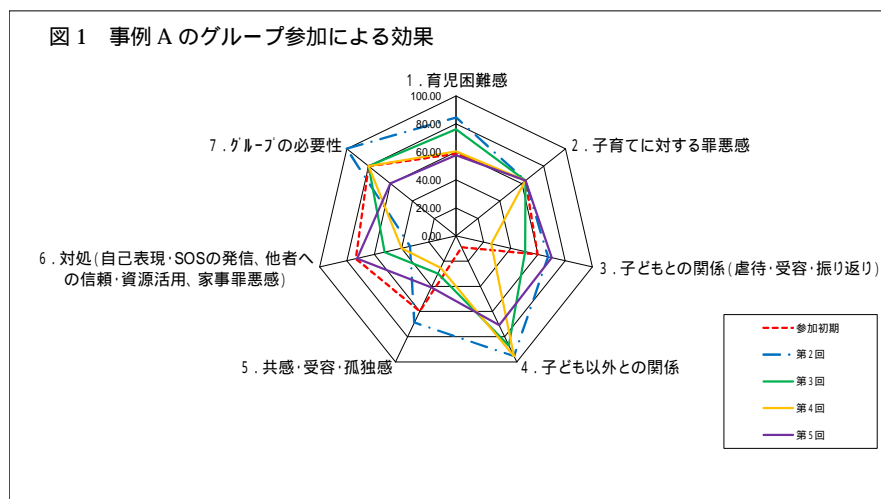 図1 事例Aのグループ参加による効果
1.育児困難感
100.00
80.00
60.00
40.00
20.00
0.00
2.子育てに対する罪悪感
3.子どもとの関係(虐待・受容・振り返り)
4.子ども以外との関係
5.共感・受容・孤独感
6.対処(自己表現・SOSの発信、他者へ
の信頼・資源活用、家事罪悪感)
7.グループの必要性
参加初期
第2回
第3回
第4回
第5回